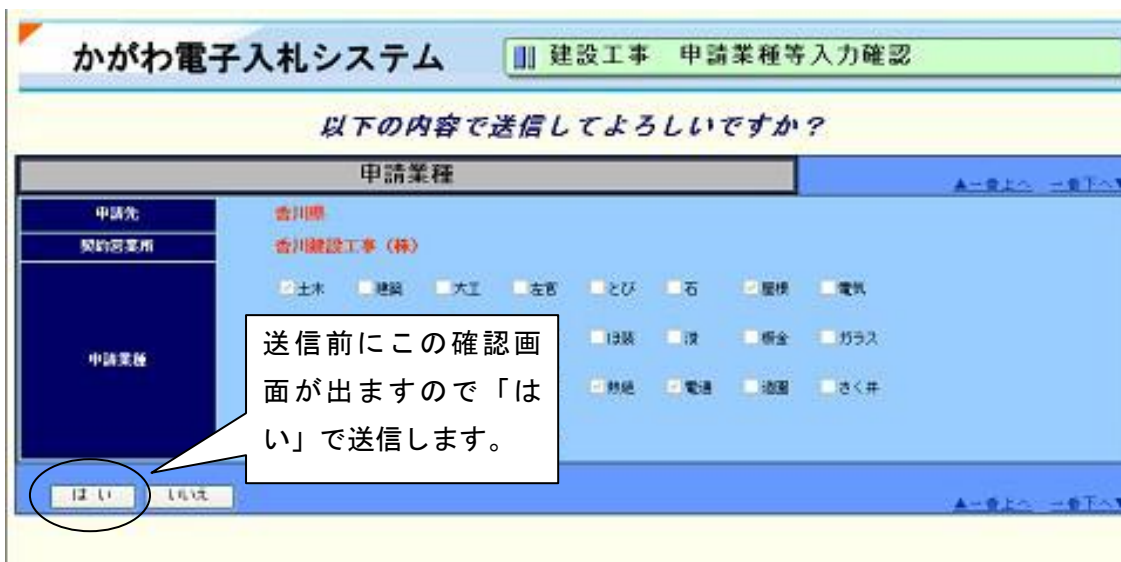 かがわ電子入札システム
建設工事 申請業種等入力確認
以下の内容で送信してよろしいですか？
申請業種
▲一番上へ 一番下へ▼
申請先 香川県
契約営業所 香川建設工事（株）
申請業種
土木 建築 大工 左官 とび 石 屋根 電気
ほ装 板金 ガラス
熱絶 電通 造園 さく井
送信前にこの確認画
面が出ますので「は
い」で送信します。
はい いいえ
▲一番上へ 一番下へ▼